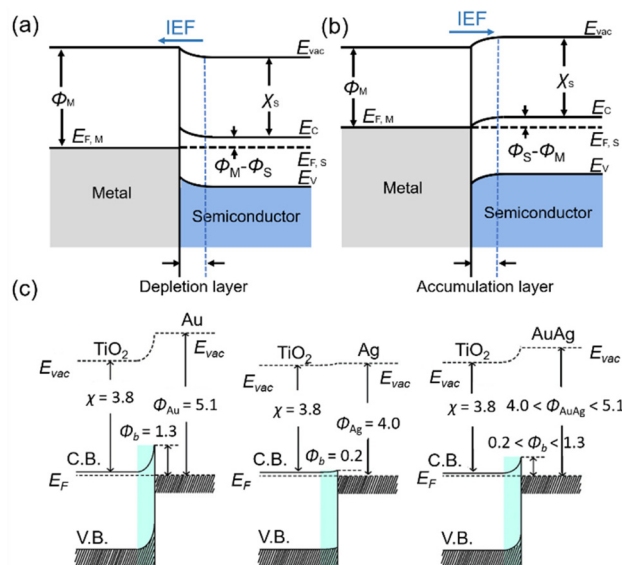 (a)
IEF
E_vac
Φ_M
χ_S
E_F, M
E_C
Φ_M-Φ_S
E_F, S
E_V
Metal
Semiconductor
Depletion layer
(b)
IEF
E_vac
Φ_M
χ_S
E_F, M
E_C
E_F, S
Φ_S-Φ_M
E_V
Metal
Semiconductor
Accumulation layer
(c)
Au
TiO₂
E_vac
E_vac
χ = 3.8
Φ_Au = 5.1
Φ_b = 1.3
C.B.
E_F
V.B.
TiO₂
Ag
E_vac
E_vac
χ = 3.8
Φ_Ag = 4.0
Φ_b = 0.2
C.B.
E_F
V.B.
AuAg
TiO₂
E_vac
E_vac
χ = 3.8
4.0 < Φ_AuAg < 5.1
0.2 < Φ_b < 1.3
C.B.
E_F
V.B.